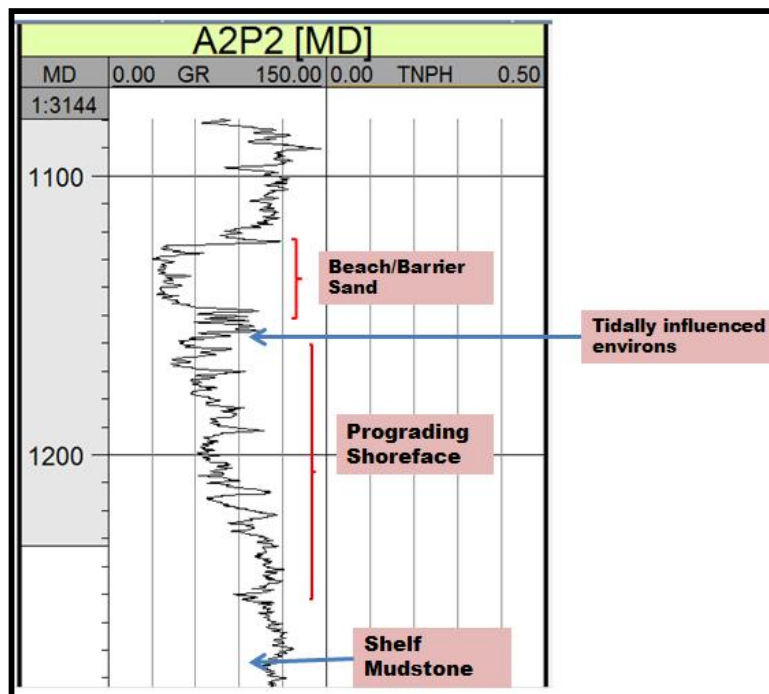 A2P2 [MD]
MD 0.00 GR 150.00 0.00 TNPH 0.50
1:3144
1100
Beach/Barrier
Sand
Tidally influenced
environs
Prograding
Shoreface
1200
Shelf
Mudstone